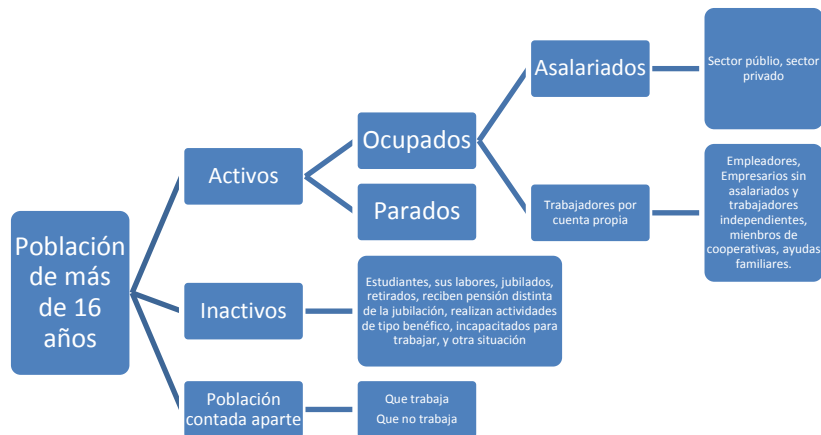 Población
de más
de 16
años
Activos
Ocupados
Asalariados
Sector públio, sector
privado
Trabajadores por
cuenta propia
Empleadores,
Empresarios sin
asalariados y
trabajadores
independientes,
miembros de
cooperativas, ayudas
familiares.
Parados
Inactivos
Estudiantes, sus labores, jubilados,
retirados, reciben pensión distinta
de la jubilación, realizan actividades
de tipo benéfico, incapacitados para
trabajar, y otra situación
Población
contada aparte
Que trabaja
Que no trabaja